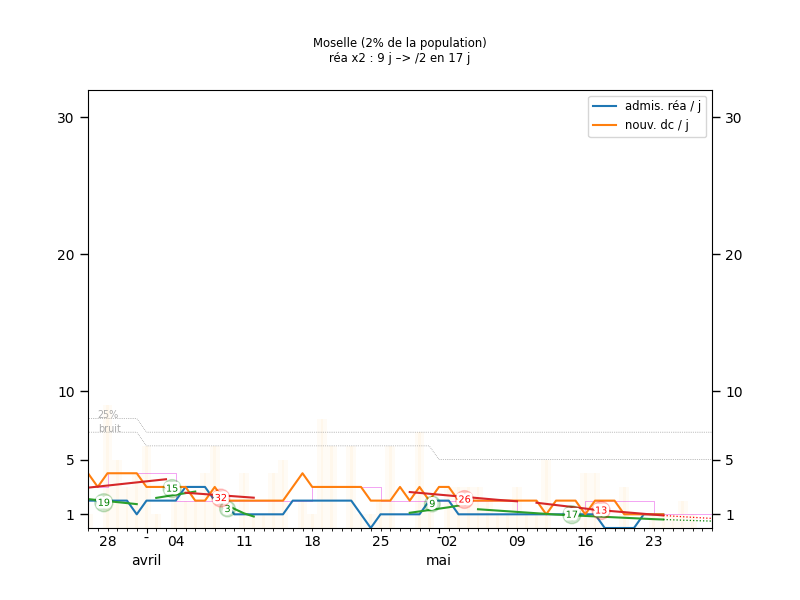 Moselle (2% de la population)
réa x2 : 9 j –> /2 en 17 j
admis. réa / j
nouv. dc / j
30 30
20 20
10 10
25%
bruit
5 5
19 15 32 3 9 26 17 13
1 1
28 04 11 18 25 02 09 16 23
avril mai